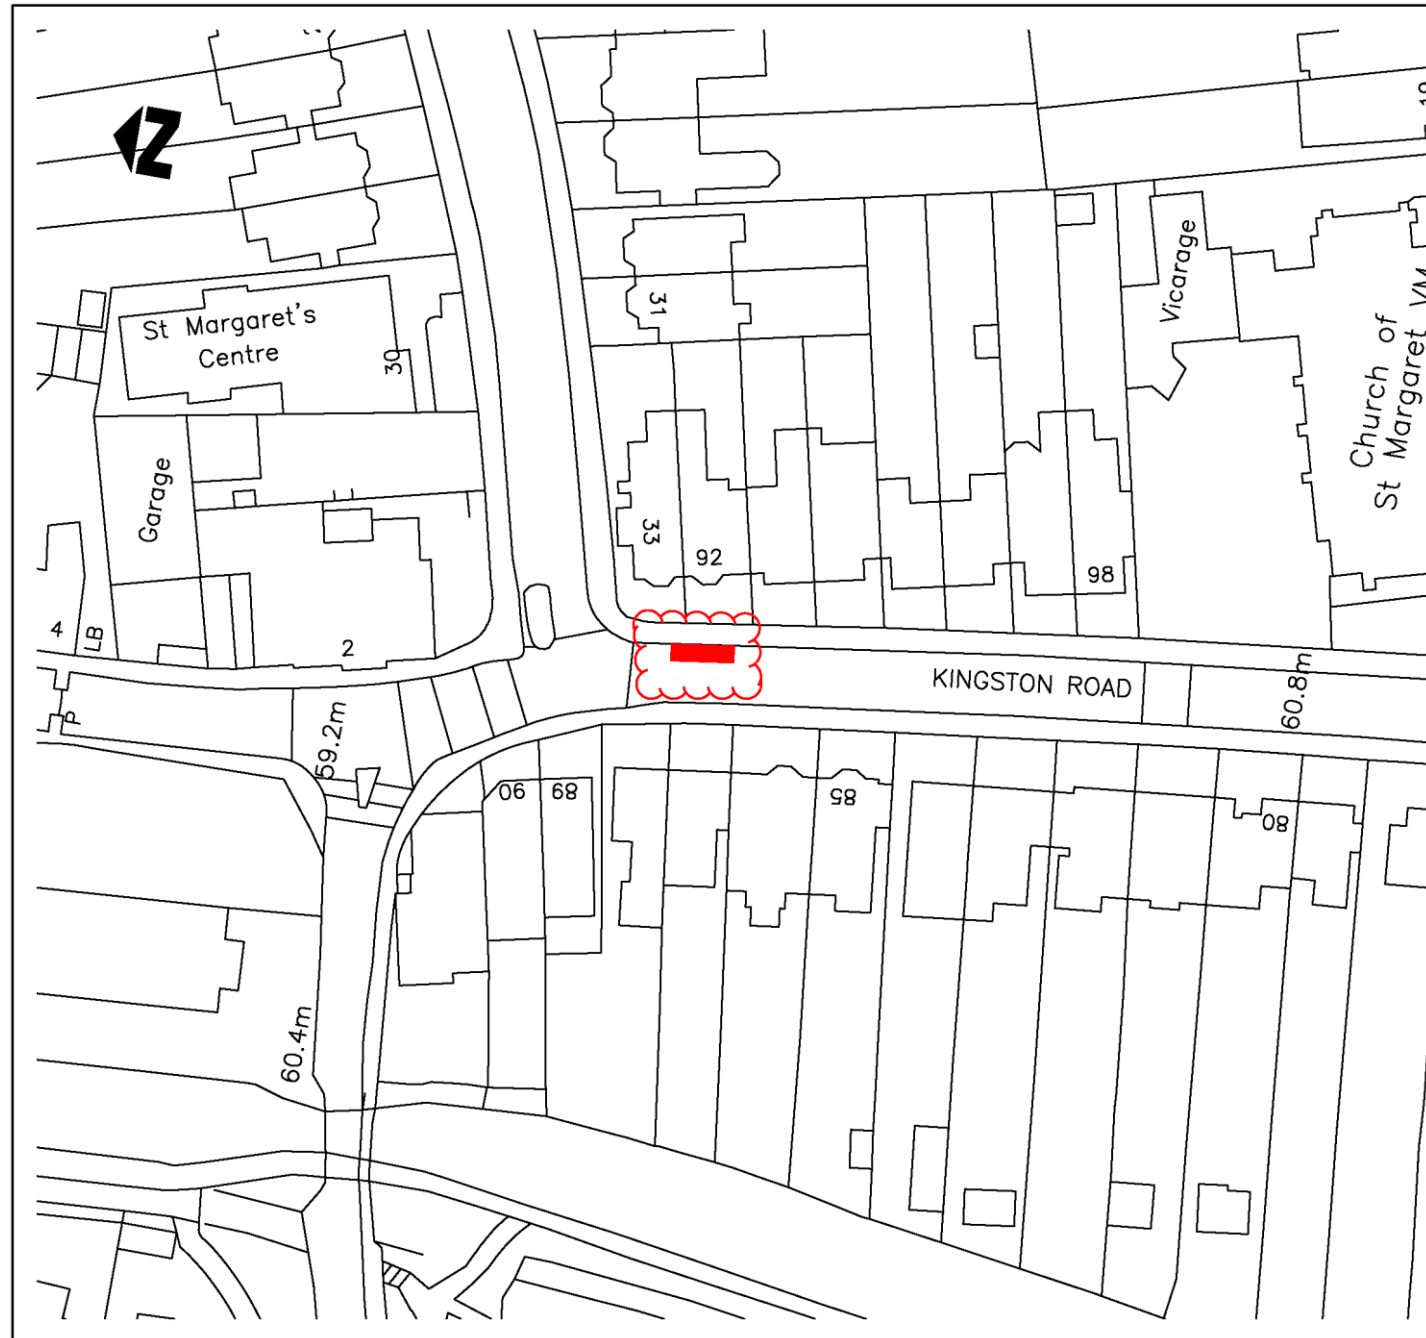 N
St Margaret's
Centre
30
31
Vicarage
Church of
St Margaret VM
Garage
33
92
98
4
LB
2
P
59.2m
KINGSTON ROAD
60.8m
90
89
85
80
60.4m